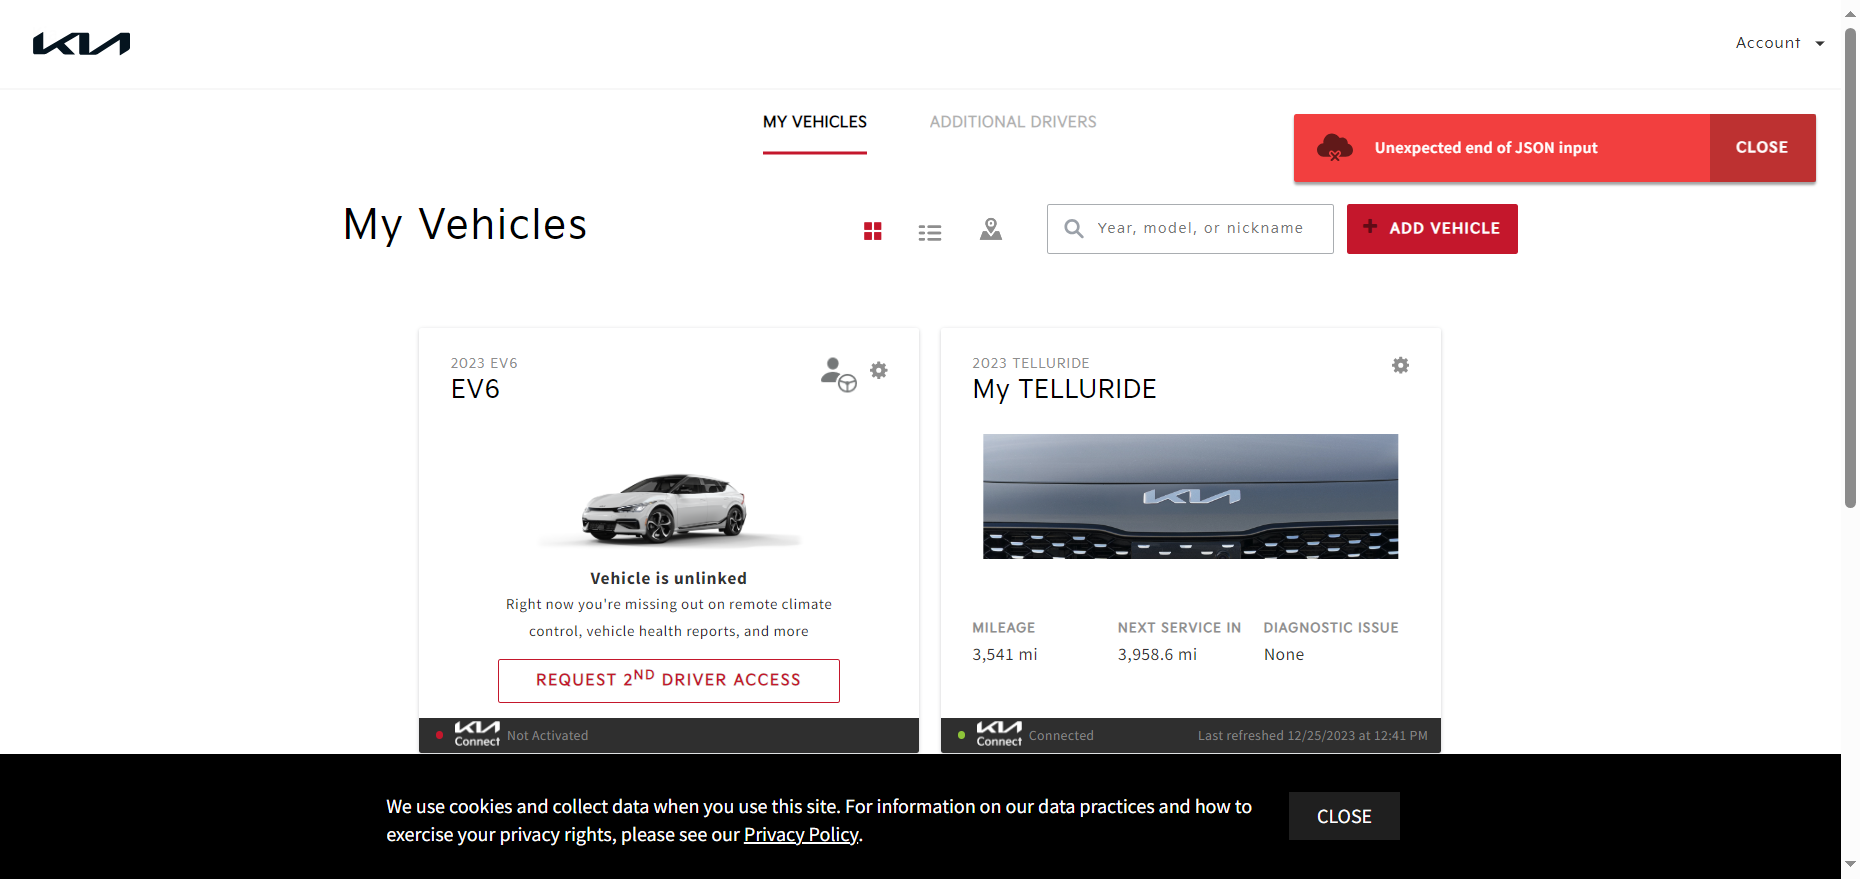 KIA
Account
MY VEHICLES
ADDITIONAL DRIVERS
Unexpected end of JSON input
CLOSE
My Vehicles
Year, model, or nickname
+ ADD VEHICLE
2023 EV6
EV6
Vehicle is unlinked
Right now you're missing out on remote climate
control, vehicle health reports, and more
REQUEST 2ND DRIVER ACCESS
KIA
Connect
Not Activated
2023 TELLURIDE
My TELLURIDE
KIA
MILEAGE
NEXT SERVICE IN
DIAGNOSTIC ISSUE
3,541 mi
3,958.6 mi
None
KIA
Connect
Connected
Last refreshed 12/25/2023 at 12:41 PM
We use cookies and collect data when you use this site. For information on our data practices and how to
exercise your privacy rights, please see our Privacy Policy.
CLOSE